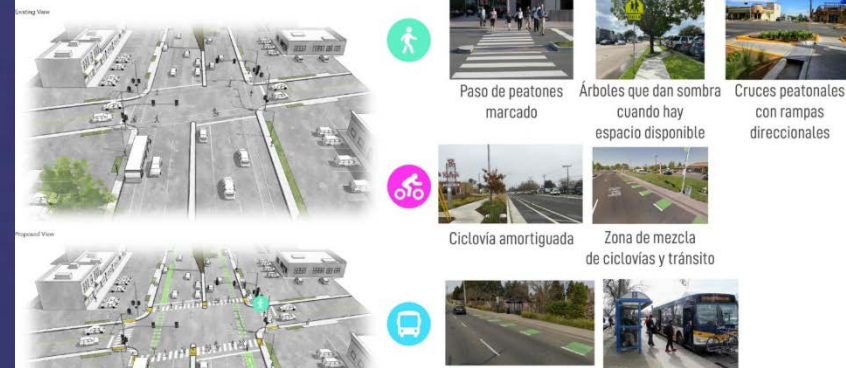 Existing View
Paso de peatones
marcado
Árboles que dan sombra
cuando hay
espacio disponible
Cruces peatonales
con rampas
direccionales
Ciclovía amortiguada
Zona de mezcla
de ciclovías y tránsito
Proposed View